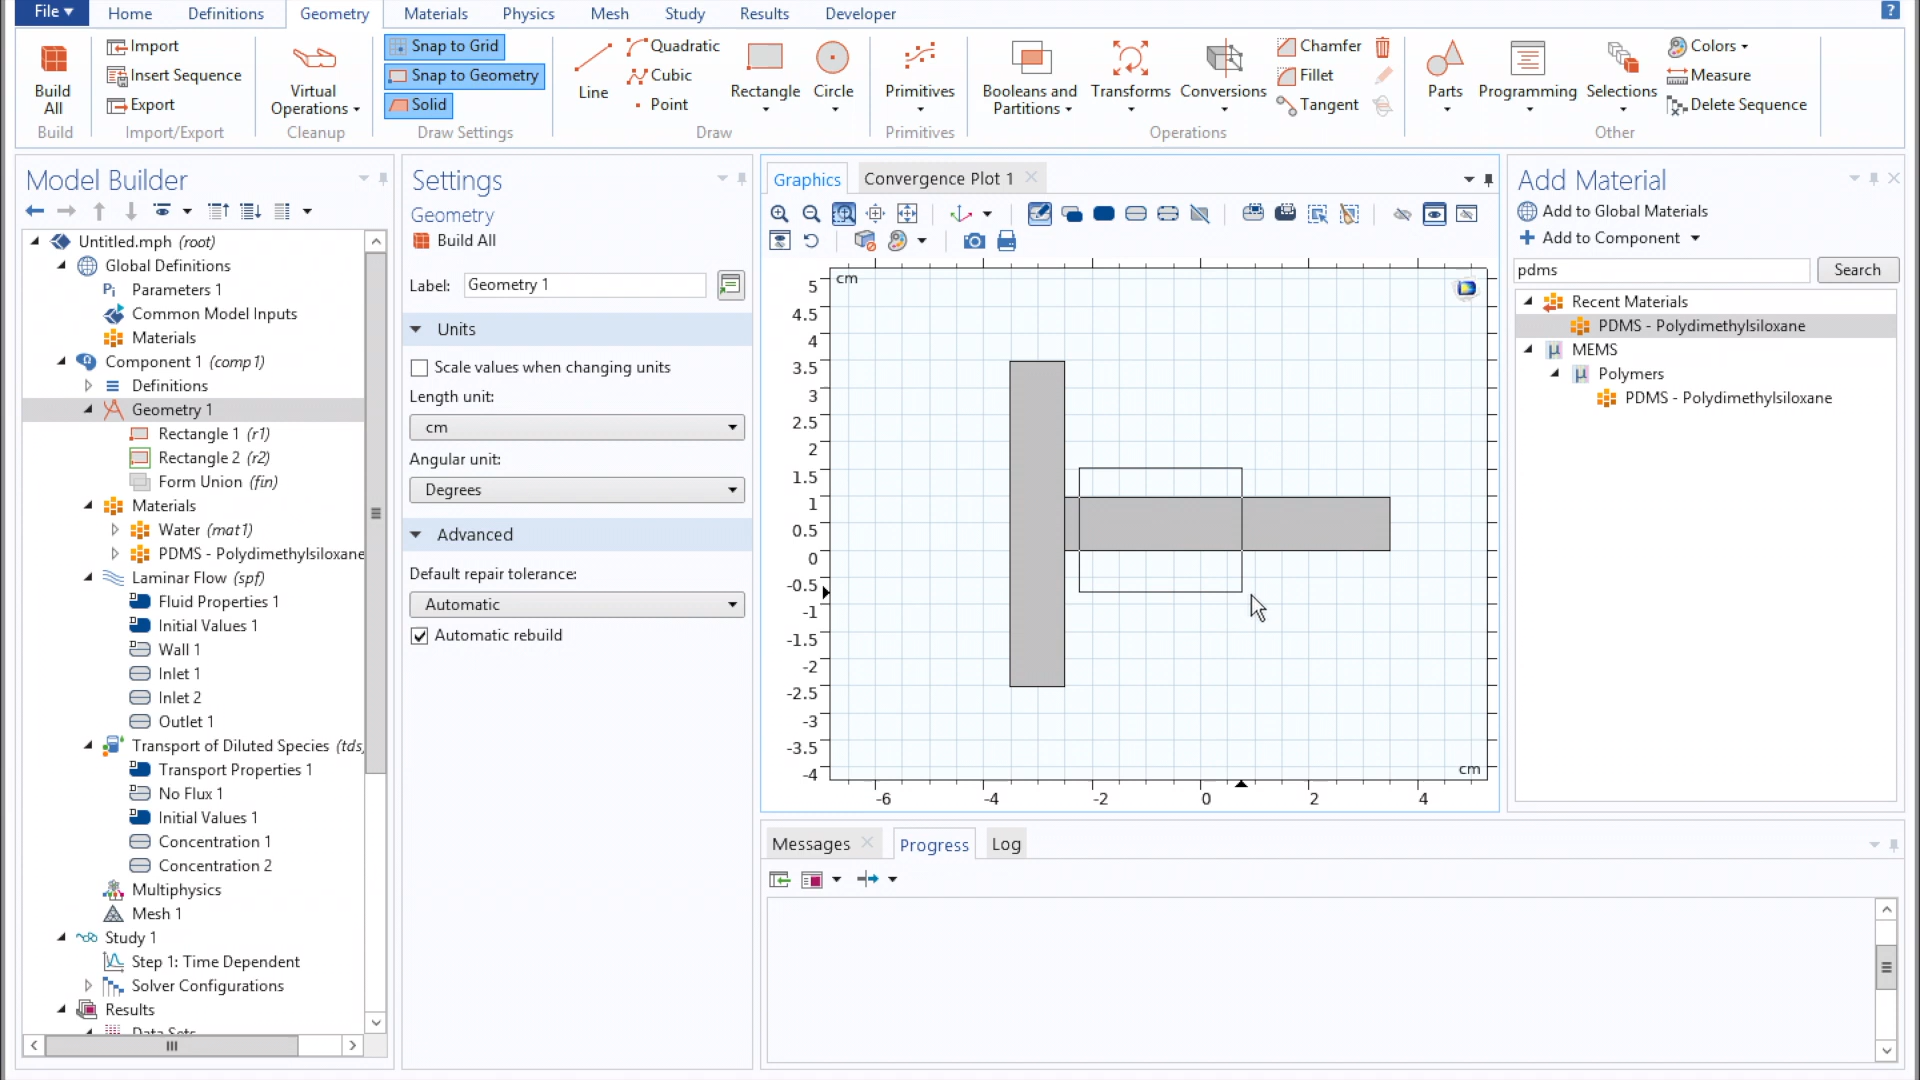 File ▾ Home Definitions Geometry Materials Physics Mesh Study Results Developer ?
Build All
Build
Import
Insert Sequence
Export
Import/Export
Virtual Operations
Cleanup
Snap to Grid
Snap to Geometry
Solid
Draw Settings
Line
Quadratic
Cubic
Point
Rectangle
Circle
Draw
Primitives
Primitives
Booleans and Partitions
Transforms
Conversions
Chamfer
Fillet
Tangent
Operations
Parts
Programming
Selections
Colors
Measure
Delete Sequence
Other
Model Builder
Untitled.mph (root)
Global Definitions
Pi Parameters 1
Common Model Inputs
Materials
Component 1 (comp1)
Definitions
Geometry 1
Rectangle 1 (r1)
Rectangle 2 (r2)
Form Union (fin)
Materials
Water (mat1)
PDMS - Polydimethylsiloxane
Laminar Flow (spf)
Fluid Properties 1
Initial Values 1
Wall 1
Inlet 1
Inlet 2
Outlet 1
Transport of Diluted Species (tds)
Transport Properties 1
No Flux 1
Initial Values 1
Concentration 1
Concentration 2
Multiphysics
Mesh 1
Study 1
Step 1: Time Dependent
Solver Configurations
Results
Data Sets
Settings
Geometry
Build All
Label: Geometry 1
Units
Scale values when changing units
Length unit:
cm
Angular unit:
Degrees
Advanced
Default repair tolerance:
Automatic
Automatic rebuild
Graphics Convergence Plot 1
cm
5
4.5
4
3.5
3
2.5
2
1.5
1
0.5
0
-0.5
-1
-1.5
-2
-2.5
-3
-3.5
-4
cm
-6 -4 -2 0 2 4
Messages Progress Log
Add Material
Add to Global Materials
Add to Component
pdms Search
Recent Materials
PDMS - Polydimethylsiloxane
μ MEMS
μ Polymers
PDMS - Polydimethylsiloxane